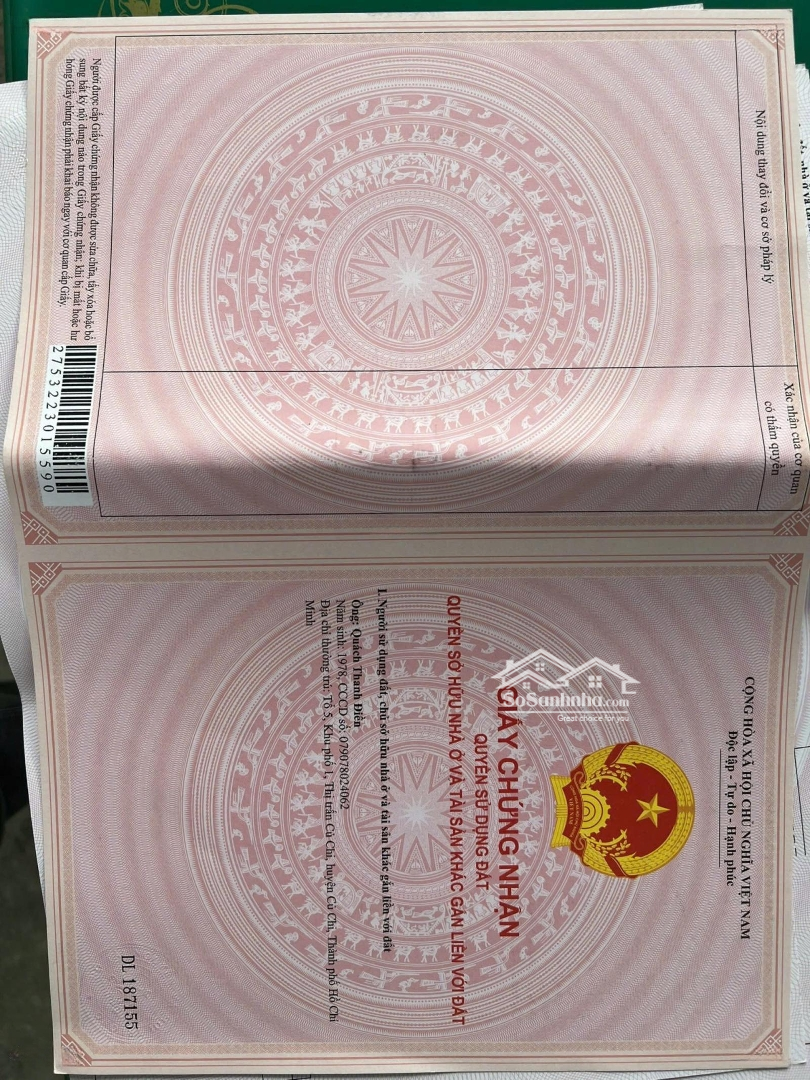 CỘNG HÒA XÃ HỘI CHỦ NGHĨA VIỆT NAM
Độc lập - Tự do - Hạnh phúc
GIẤY CHỨNG NHẬN
QUYỀN SỬ DỤNG ĐẤT
QUYỀN SỞ HỮU NHÀ Ở VÀ TÀI SẢN KHÁC GẮN LIỀN VỚI ĐẤT
I. Người sử dụng đất, chủ sở hữu nhà ở và tài sản khác gắn liền với đất
Ông: Quách Thanh Điền
Năm sinh: 1978, CCCD số: 079078024062
Địa chỉ thường trú: Tổ 5, Khu phố 1, Thị trấn Củ Chi, huyện Củ Chi, Thành phố Hồ Chí
Minh
DL 187155
SoSanhnha.com
Great choice for you
Nội dung thay đổi và cơ sở pháp lý
Xác nhận của cơ quan
có thẩm quyền
Người được cấp Giấy chứng nhận không được sửa chữa, tẩy xóa hoặc bổ
sung bất kỳ nội dung nào trong Giấy chứng nhận; khi bị mất hoặc hư
hỏng Giấy chứng nhận phải khai báo ngay với cơ quan cấp Giấy.
2753223015590